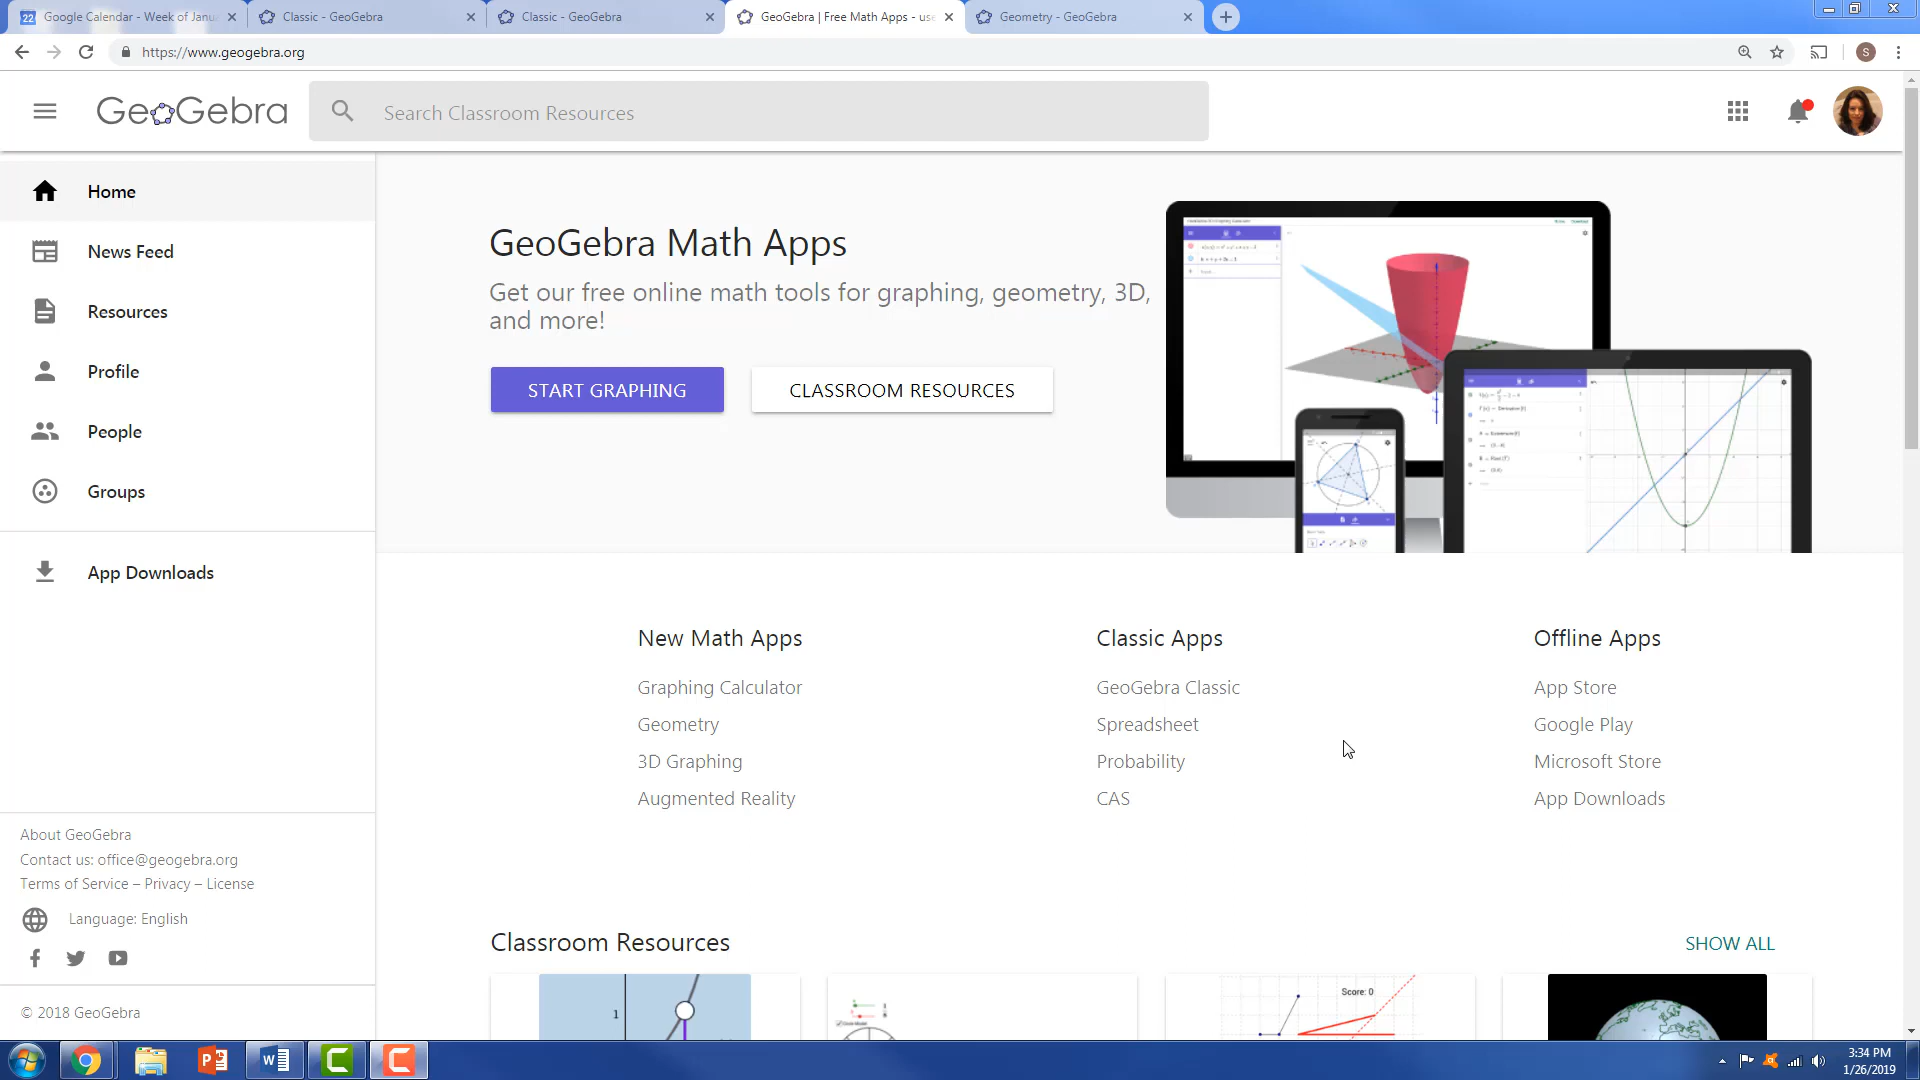 Google Calendar - Week of Janu
Classic - GeoGebra
Classic - GeoGebra
GeoGebra | Free Math Apps - use
Geometry - GeoGebra
https://www.geogebra.org
S
GeoGebra
Search Classroom Resources
Home
News Feed
Resources
Profile
People
Groups
App Downloads
About GeoGebra
Contact us: office@geogebra.org
Terms of Service – Privacy – License
Language: English
© 2018 GeoGebra
GeoGebra Math Apps
Get our free online math tools for graphing, geometry, 3D,
and more!
START GRAPHING
CLASSROOM RESOURCES
New Math Apps
Graphing Calculator
Geometry
3D Graphing
Augmented Reality
Classic Apps
GeoGebra Classic
Spreadsheet
Probability
CAS
Offline Apps
App Store
Google Play
Microsoft Store
App Downloads
Classroom Resources
SHOW ALL
1
Score: 0
3:34 PM
1/26/2019